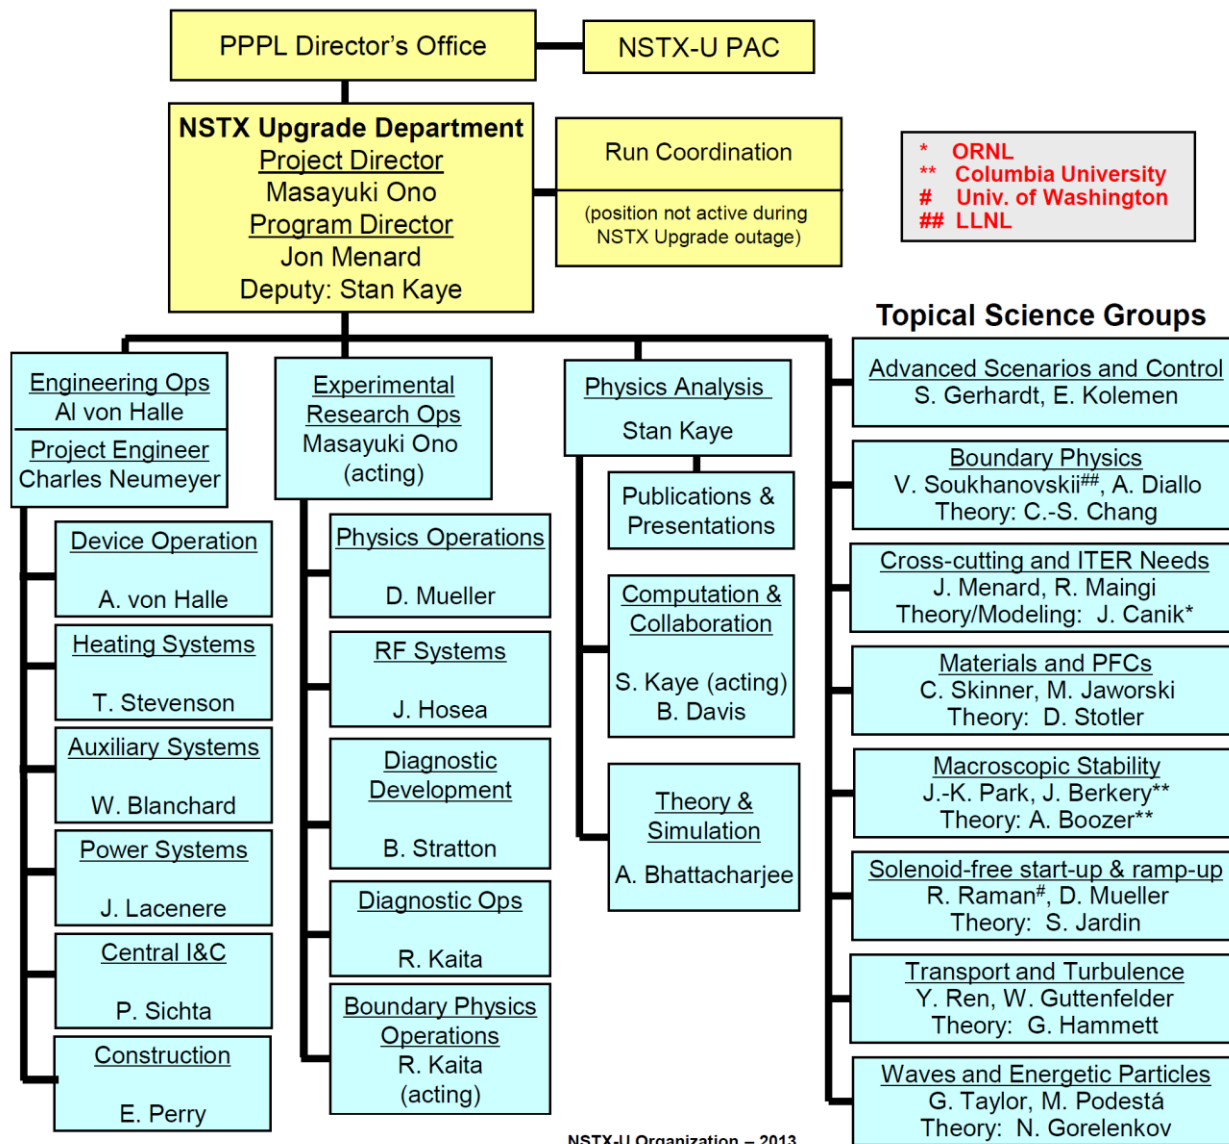 PPPL Director's Office
NSTX-U PAC
NSTX Upgrade Department
Project Director
Masayuki Ono
Program Director
Jon Menard
Deputy: Stan Kaye
Run Coordination
(position not active during
NSTX Upgrade outage)
* ORNL
** Columbia University
# Univ. of Washington
## LLNL
Engineering Ops
Al von Halle
Project Engineer
Charles Neumeyer
Device Operation
A. von Halle
Heating Systems
T. Stevenson
Auxiliary Systems
W. Blanchard
Power Systems
J. Lacenere
Central I&C
P. Sichta
Construction
E. Perry
Experimental
Research Ops
Masayuki Ono
(acting)
Physics Operations
D. Mueller
RF Systems
J. Hosea
Diagnostic
Development
B. Stratton
Diagnostic Ops
R. Kaita
Boundary Physics
Operations
R. Kaita
(acting)
Physics Analysis
Stan Kaye
Publications &
Presentations
Computation &
Collaboration
S. Kaye (acting)
B. Davis
Theory &
Simulation
A. Bhattacharjee
Topical Science Groups
Advanced Scenarios and Control
S. Gerhardt, E. Kolemen
Boundary Physics
V. Soukhanovskii##, A. Diallo
Theory: C.-S. Chang
Cross-cutting and ITER Needs
J. Menard, R. Maingi
Theory/Modeling: J. Canik*
Materials and PFCs
C. Skinner, M. Jaworski
Theory: D. Stotler
Macroscopic Stability
J.-K. Park, J. Berkery**
Theory: A. Boozer**
Solenoid-free start-up & ramp-up
R. Raman#, D. Mueller
Theory: S. Jardin
Transport and Turbulence
Y. Ren, W. Guttenfelder
Theory: G. Hammett
Waves and Energetic Particles
G. Taylor, M. Podestá
Theory: N. Gorelenkov
NSTX-U Organization – 2013